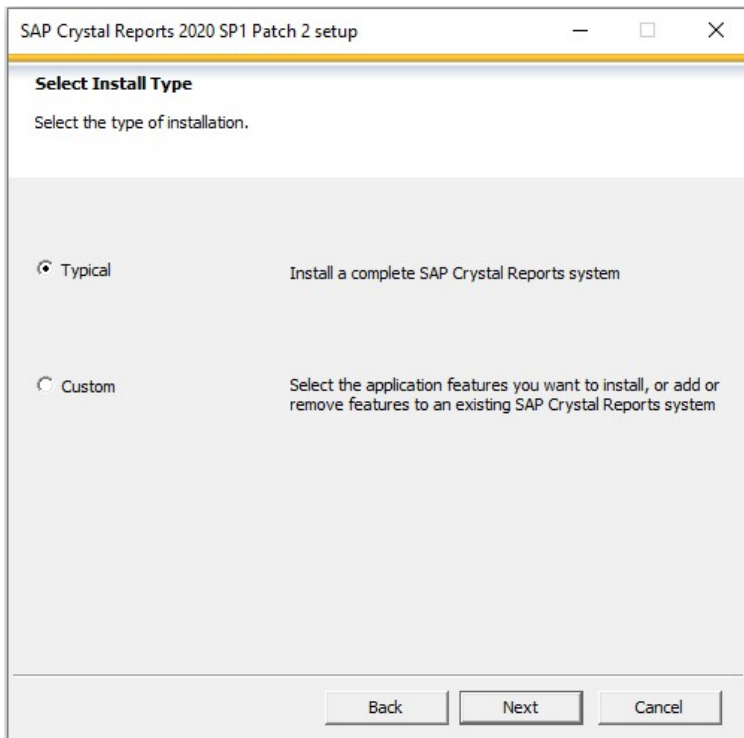 SAP Crystal Reports 2020 SP1 Patch 2 setup
Select Install Type
Select the type of installation.
Typical
Install a complete SAP Crystal Reports system
Custom
Select the application features you want to install, or add or
remove features to an existing SAP Crystal Reports system
Back
Next
Cancel